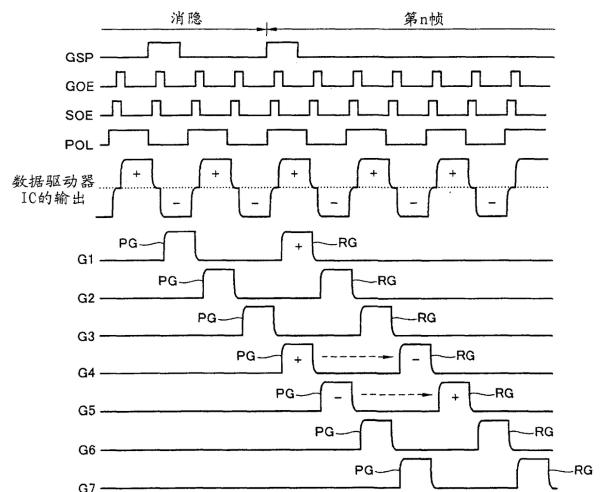 消隐 第n帧
GSP
GOE
SOE
POL
数据驱动器
IC的输出
+ + + + +
- - - - -
G1 PG + RG
G2 PG RG
G3 PG RG
G4 PG + - RG
G5 PG - + RG
G6 PG RG
G7 PG RG